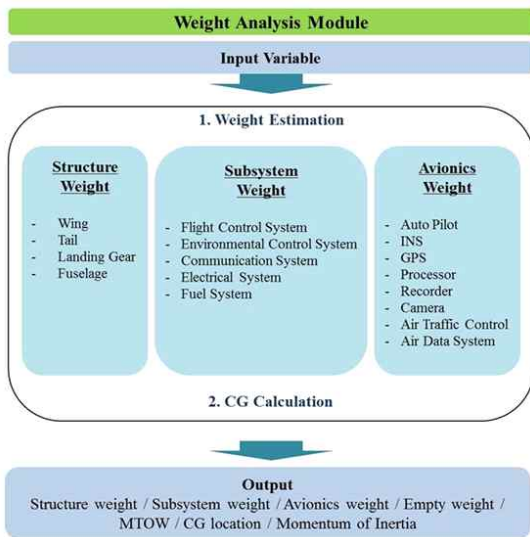 Weight Analysis Module
Input Variable
1. Weight Estimation
Structure
Weight
- Wing
- Tail
- Landing Gear
- Fuselage
Subsystem
Weight
- Flight Control System
- Environmental Control System
- Communication System
- Electrical System
- Fuel System
Avionics
Weight
- Auto Pilot
- INS
- GPS
- Processor
- Recorder
- Camera
- Air Traffic Control
- Air Data System
2. CG Calculation
Output
Structure weight / Subsystem weight / Avionics weight / Empty weight /
MTOW / CG location / Momentum of Inertia